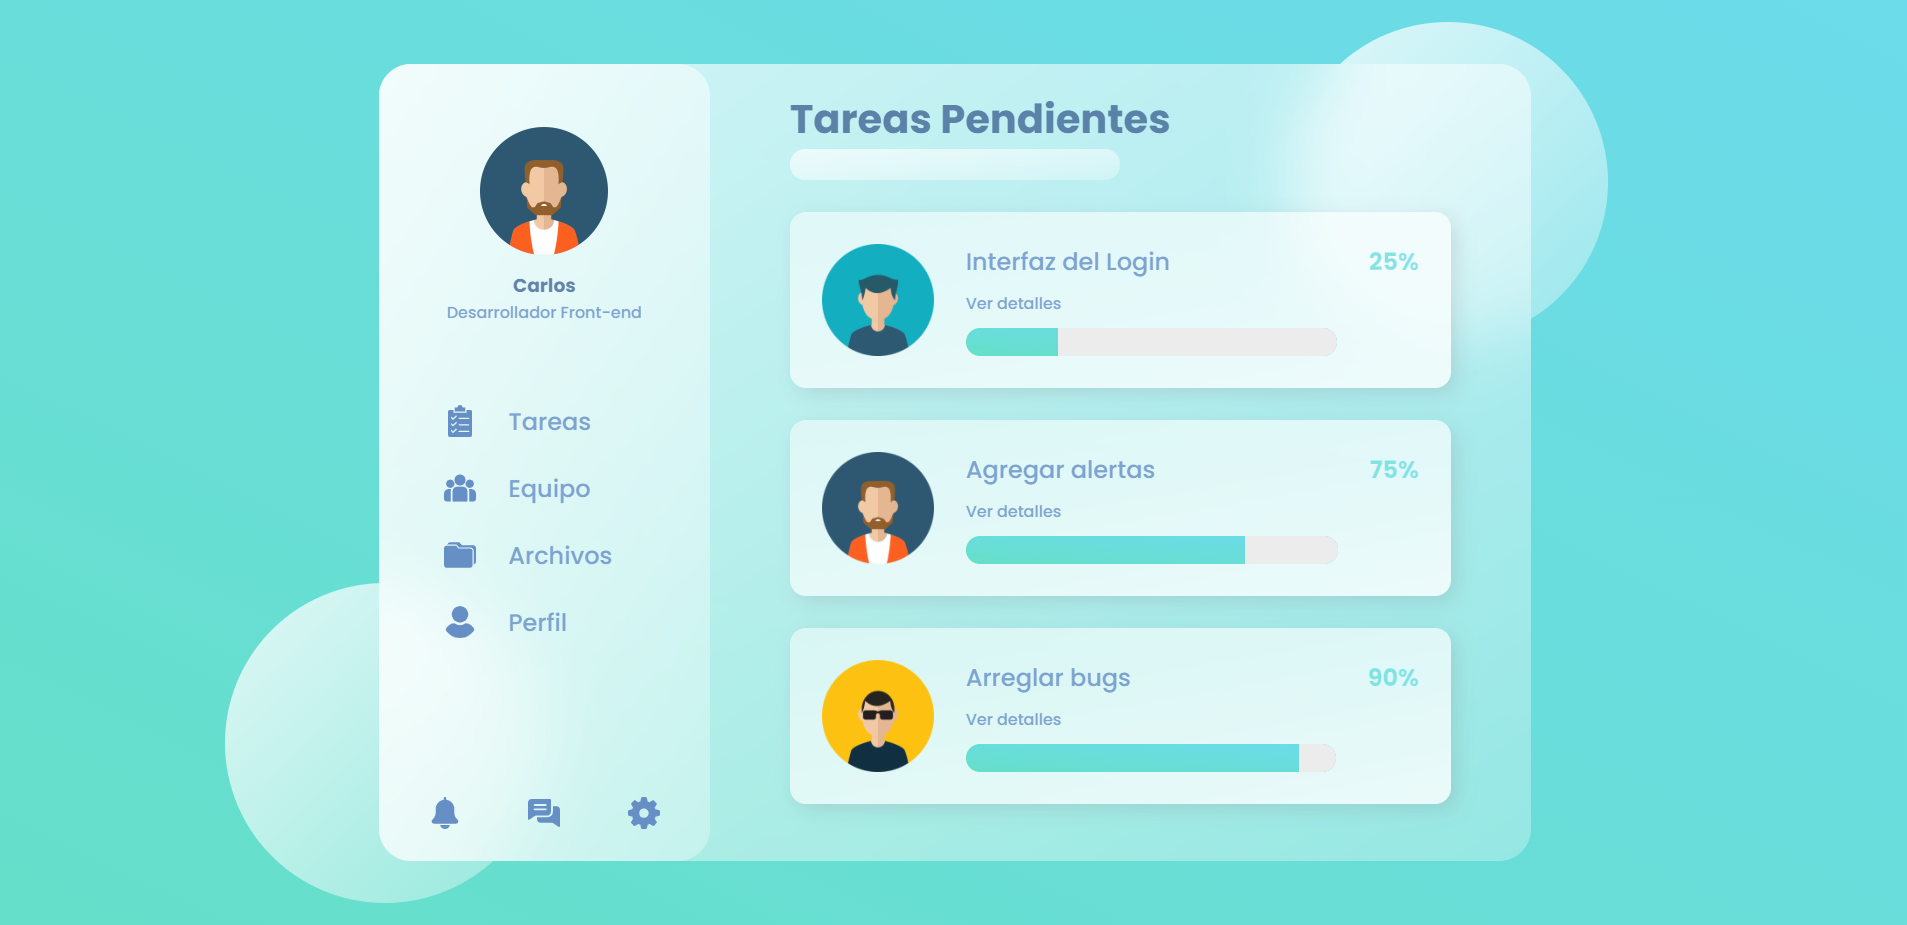 Carlos
Desarrollador Front-end
Tareas
Equipo
Archivos
Perfil
Tareas Pendientes
Interfaz del Login
25%
Ver detalles
Agregar alertas
75%
Ver detalles
Arreglar bugs
90%
Ver detalles